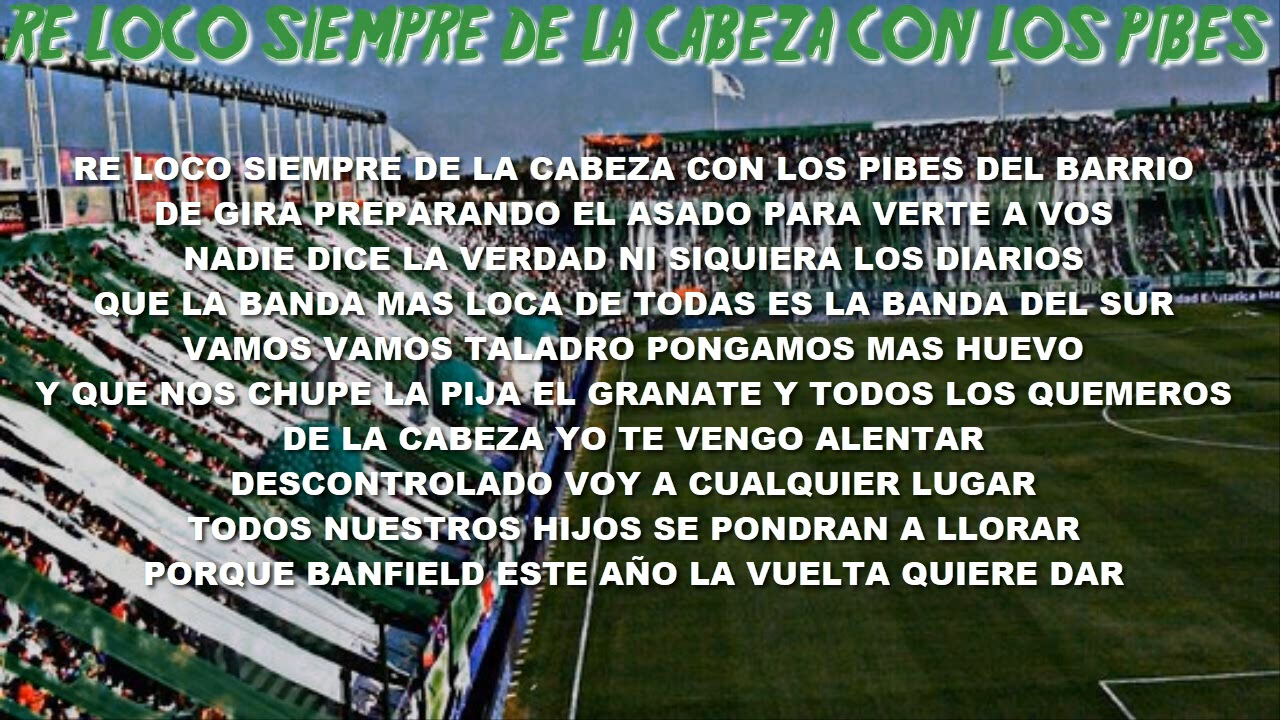 RE LOCO SIEMPRE DE LA CABEZA CON LOS PIBES
RE LOCO SIEMPRE DE LA CABEZA CON LOS PIBES DEL BARRIO
DE GIRA PREPARANDO EL ASADO PARA VERTE A VOS
NADIE DICE LA VERDAD NI SIQUIERA LOS DIARIOS
QUE LA BANDA MAS LOCA DE TODAS ES LA BANDA DEL SUR
VAMOS VAMOS TALADRO PONGAMOS MAS HUEVO
Y QUE NOS CHUPE LA PIJA EL GRANATE Y TODOS LOS QUEMEROS
DE LA CABEZA YO TE VENGO ALENTAR
DESCONTROLADO VOY A CUALQUIER LUGAR
TODOS NUESTROS HIJOS SE PONDRAN A LLORAR
PORQUE BANFIELD ESTE AÑO LA VUELTA QUIERE DAR